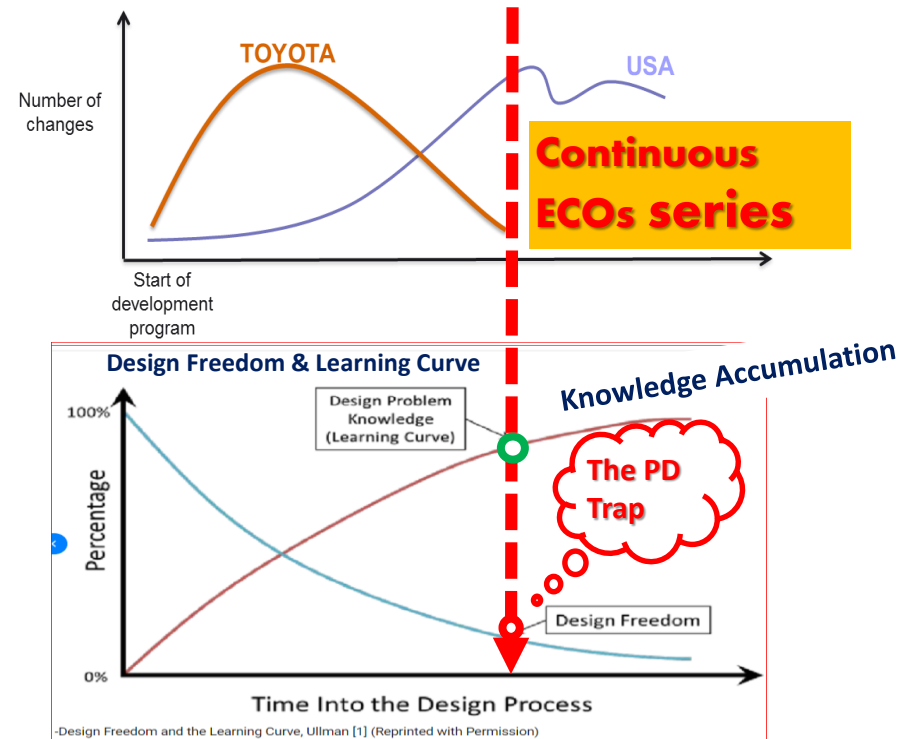 TOYOTA
USA
Number of
changes
Continuous
ECOs series
Start of
development
program
Design Freedom & Learning Curve
Knowledge Accumulation
100%
Design Problem
Knowledge
(Learning Curve)
The PD
Trap
Percentage
Design Freedom
0%
Time Into the Design Process
-Design Freedom and the Learning Curve, Ullman [1] (Reprinted with Permission)